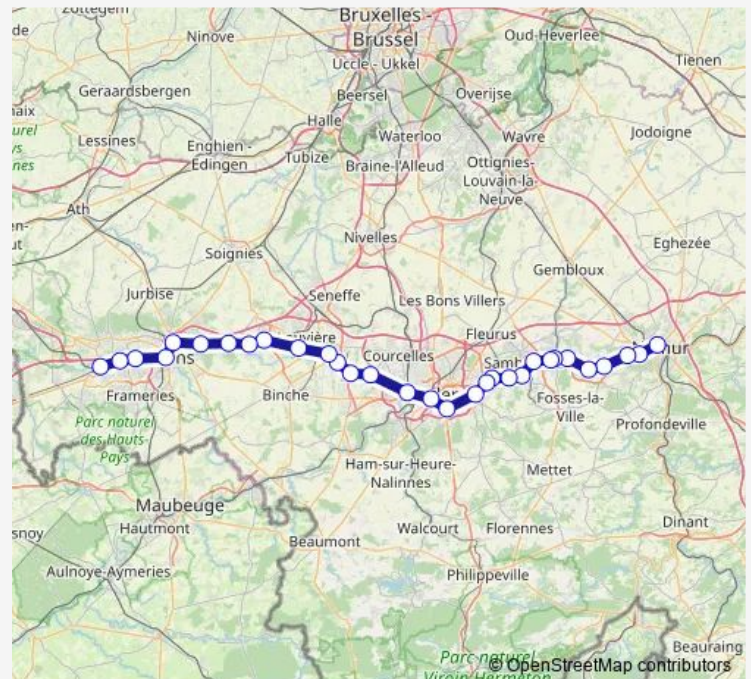 Zottegem
Bruxelles -
Brussel
de
Ninove
Oud-Heverlee
Uccle - Ukkel
Tienen
Geraardsbergen
Beersel
Overijse
Halle
Lessines
Waterloo
Wavre
Jodoigne
Enghien -
Edingen
Tubize
Braine-l'Alleud
Ottignies-
Louvain-la-
Neuve
Ath
Nivelles
Soignies
Eghezée
Gembloux
Jurbise
Seneffe
Les Bons Villers
Fleurus
Courcelles
Frameries
Binche
Fosses-la-
Ville
Parc naturel
des Hauts-
Pays
Profondeville
Ham-sur-Heure-
Nalinnes
Mettet
Maubeuge
Hautmont
Walcourt
Florennes
Dinant
Beaumont
Aulnoye-Aymeries
Philippeville
Beauraing
Parc naturel
© OpenStreetMap contributors